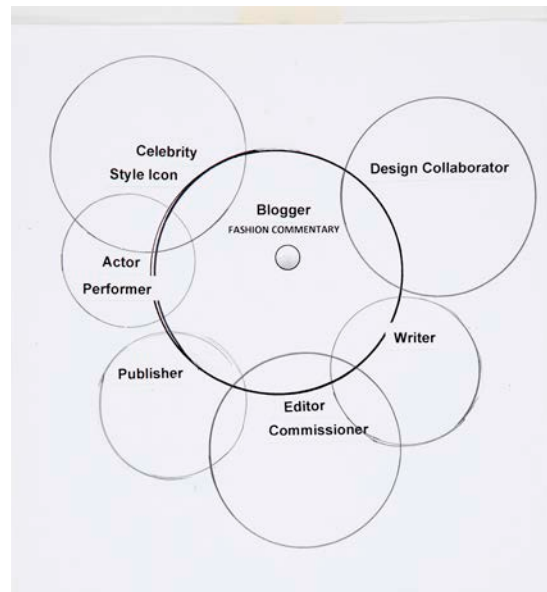 Celebrity
Style Icon
Design Collaborator
Blogger
FASHION COMMENTARY
Actor
Performer
Writer
Publisher
Editor
Commissioner